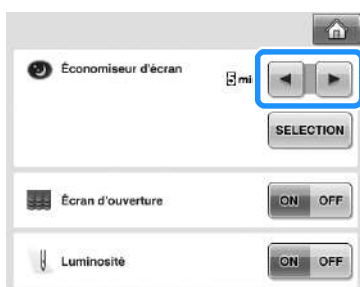 Économiseur d'écran
5 mi
SELECTION
Écran d'ouverture
ON OFF
Luminosité
ON OFF